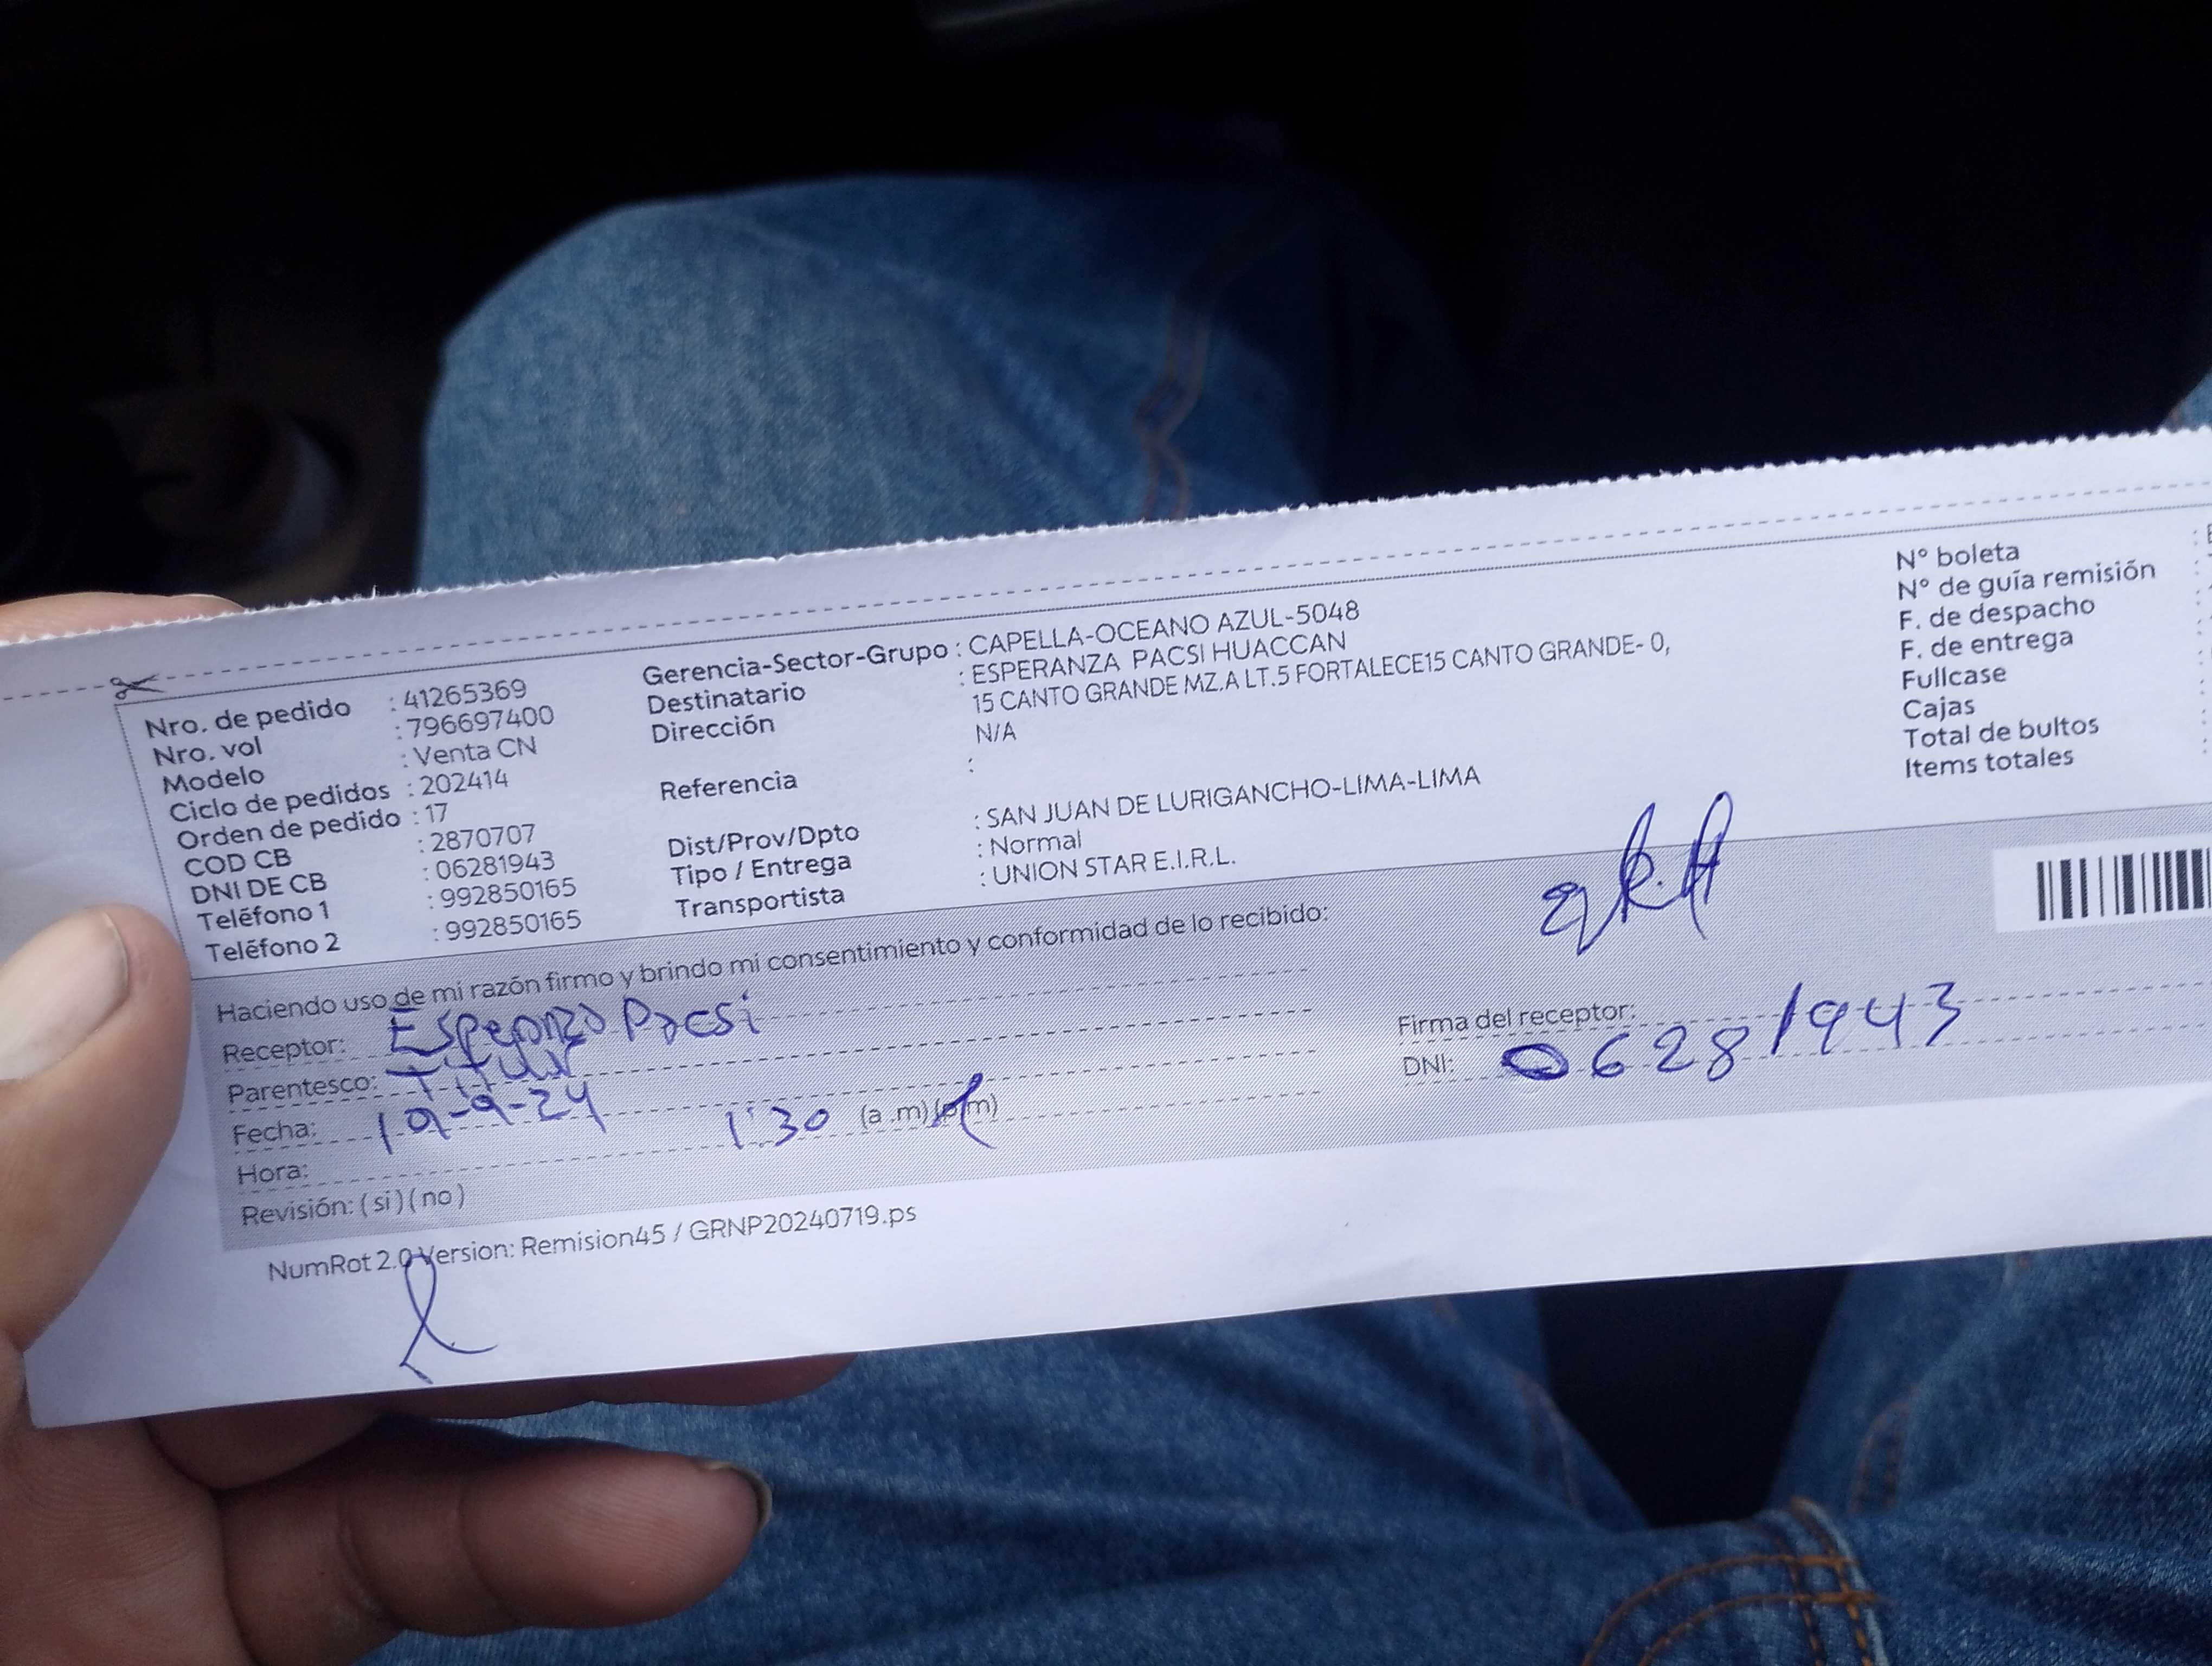 Nro. de pedido : 41265369
Nro. vol : 796697400
Modelo : Venta CN
Ciclo de pedidos : 202414
Orden de pedido : 17
COD CB : 2870707
DNI DE CB : 06281943
Teléfono 1 : 992850165
Teléfono 2 : 992850165
Gerencia-Sector-Grupo : CAPELLA-OCEANO AZUL-5048
Destinatario : ESPERANZA PACSI HUACCAN
Dirección 15 CANTO GRANDE MZ.A LT.5 FORTALECE15 CANTO GRANDE- 0,
N/A
Referencia :
Dist/Prov/Dpto : SAN JUAN DE LURIGANCHO-LIMA-LIMA
Tipo / Entrega : Normal
Transportista : UNION STAR E.I.R.L.
N° boleta :
N° de guía remisión :
F. de despacho :
F. de entrega :
Fullcase :
Cajas :
Total de bultos :
Items totales :
Haciendo uso de mi razón firmo y brindo mi consentimiento y conformidad de lo recibido:
Receptor: Esperanza Pacsi
Parentesco: Titular
Fecha: 19-9-24
Hora: 1:30 (a.m) (p.m)
Revisión: (si) (no)
Firma del receptor:
DNI: 06281943
NumRot 2.0 Version: Remision45 / GRNP20240719.ps